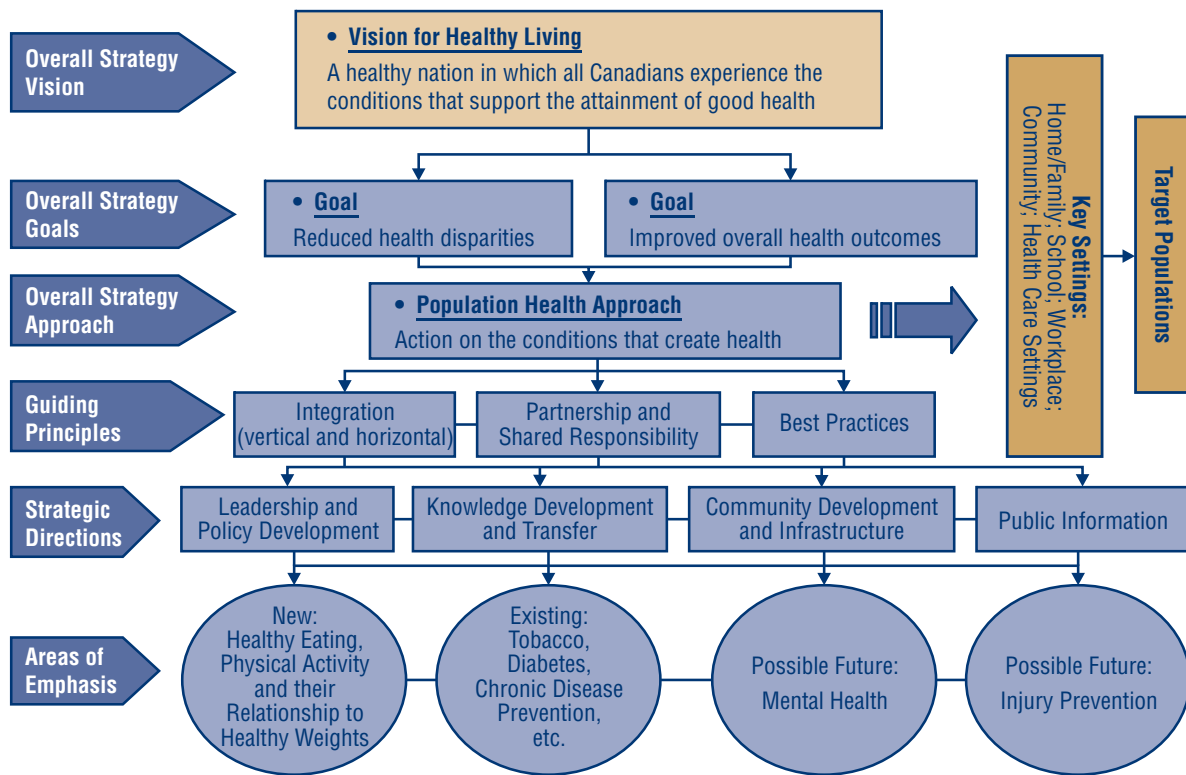 Overall Strategy
Vision
• Vision for Healthy Living
A healthy nation in which all Canadians experience the
conditions that support the attainment of good health
Overall Strategy
Goals
• Goal
Reduced health disparities
• Goal
Improved overall health outcomes
Overall Strategy
Approach
• Population Health Approach
Action on the conditions that create health
Key Settings:
Home/Family; School; Workplace;
Community; Health Care Settings
Target Populations
Guiding
Principles
Integration
(vertical and horizontal)
Partnership and
Shared Responsibility
Best Practices
Strategic
Directions
Leadership and
Policy Development
Knowledge Development
and Transfer
Community Development
and Infrastructure
Public Information
Areas of
Emphasis
New:
Healthy Eating,
Physical Activity
and their
Relationship to
Healthy Weights
Existing:
Tobacco,
Diabetes,
Chronic Disease
Prevention,
etc.
Possible Future:
Mental Health
Possible Future:
Injury Prevention